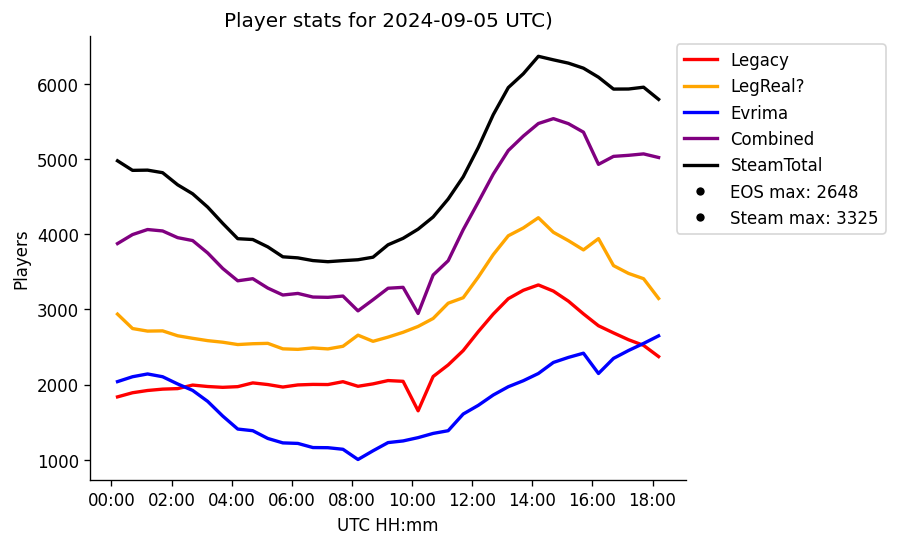 Player stats for 2024-09-05 UTC)
Legacy
LegReal?
Evrima
Combined
SteamTotal
EOS max: 2648
Steam max: 3325
Players
6000
5000
4000
3000
2000
1000
00:00 02:00 04:00 06:00 08:00 10:00 12:00 14:00 16:00 18:00
UTC HH:mm